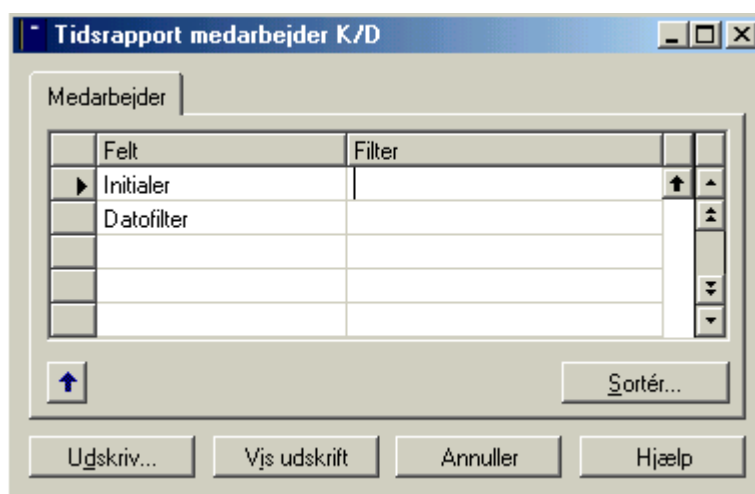 Tidsrapport medarbejder K/D
Medarbejder
Felt Filter
Initialer
Datofilter
Sortér...
Udskriv... Vis udskrift Annuller Hjælp